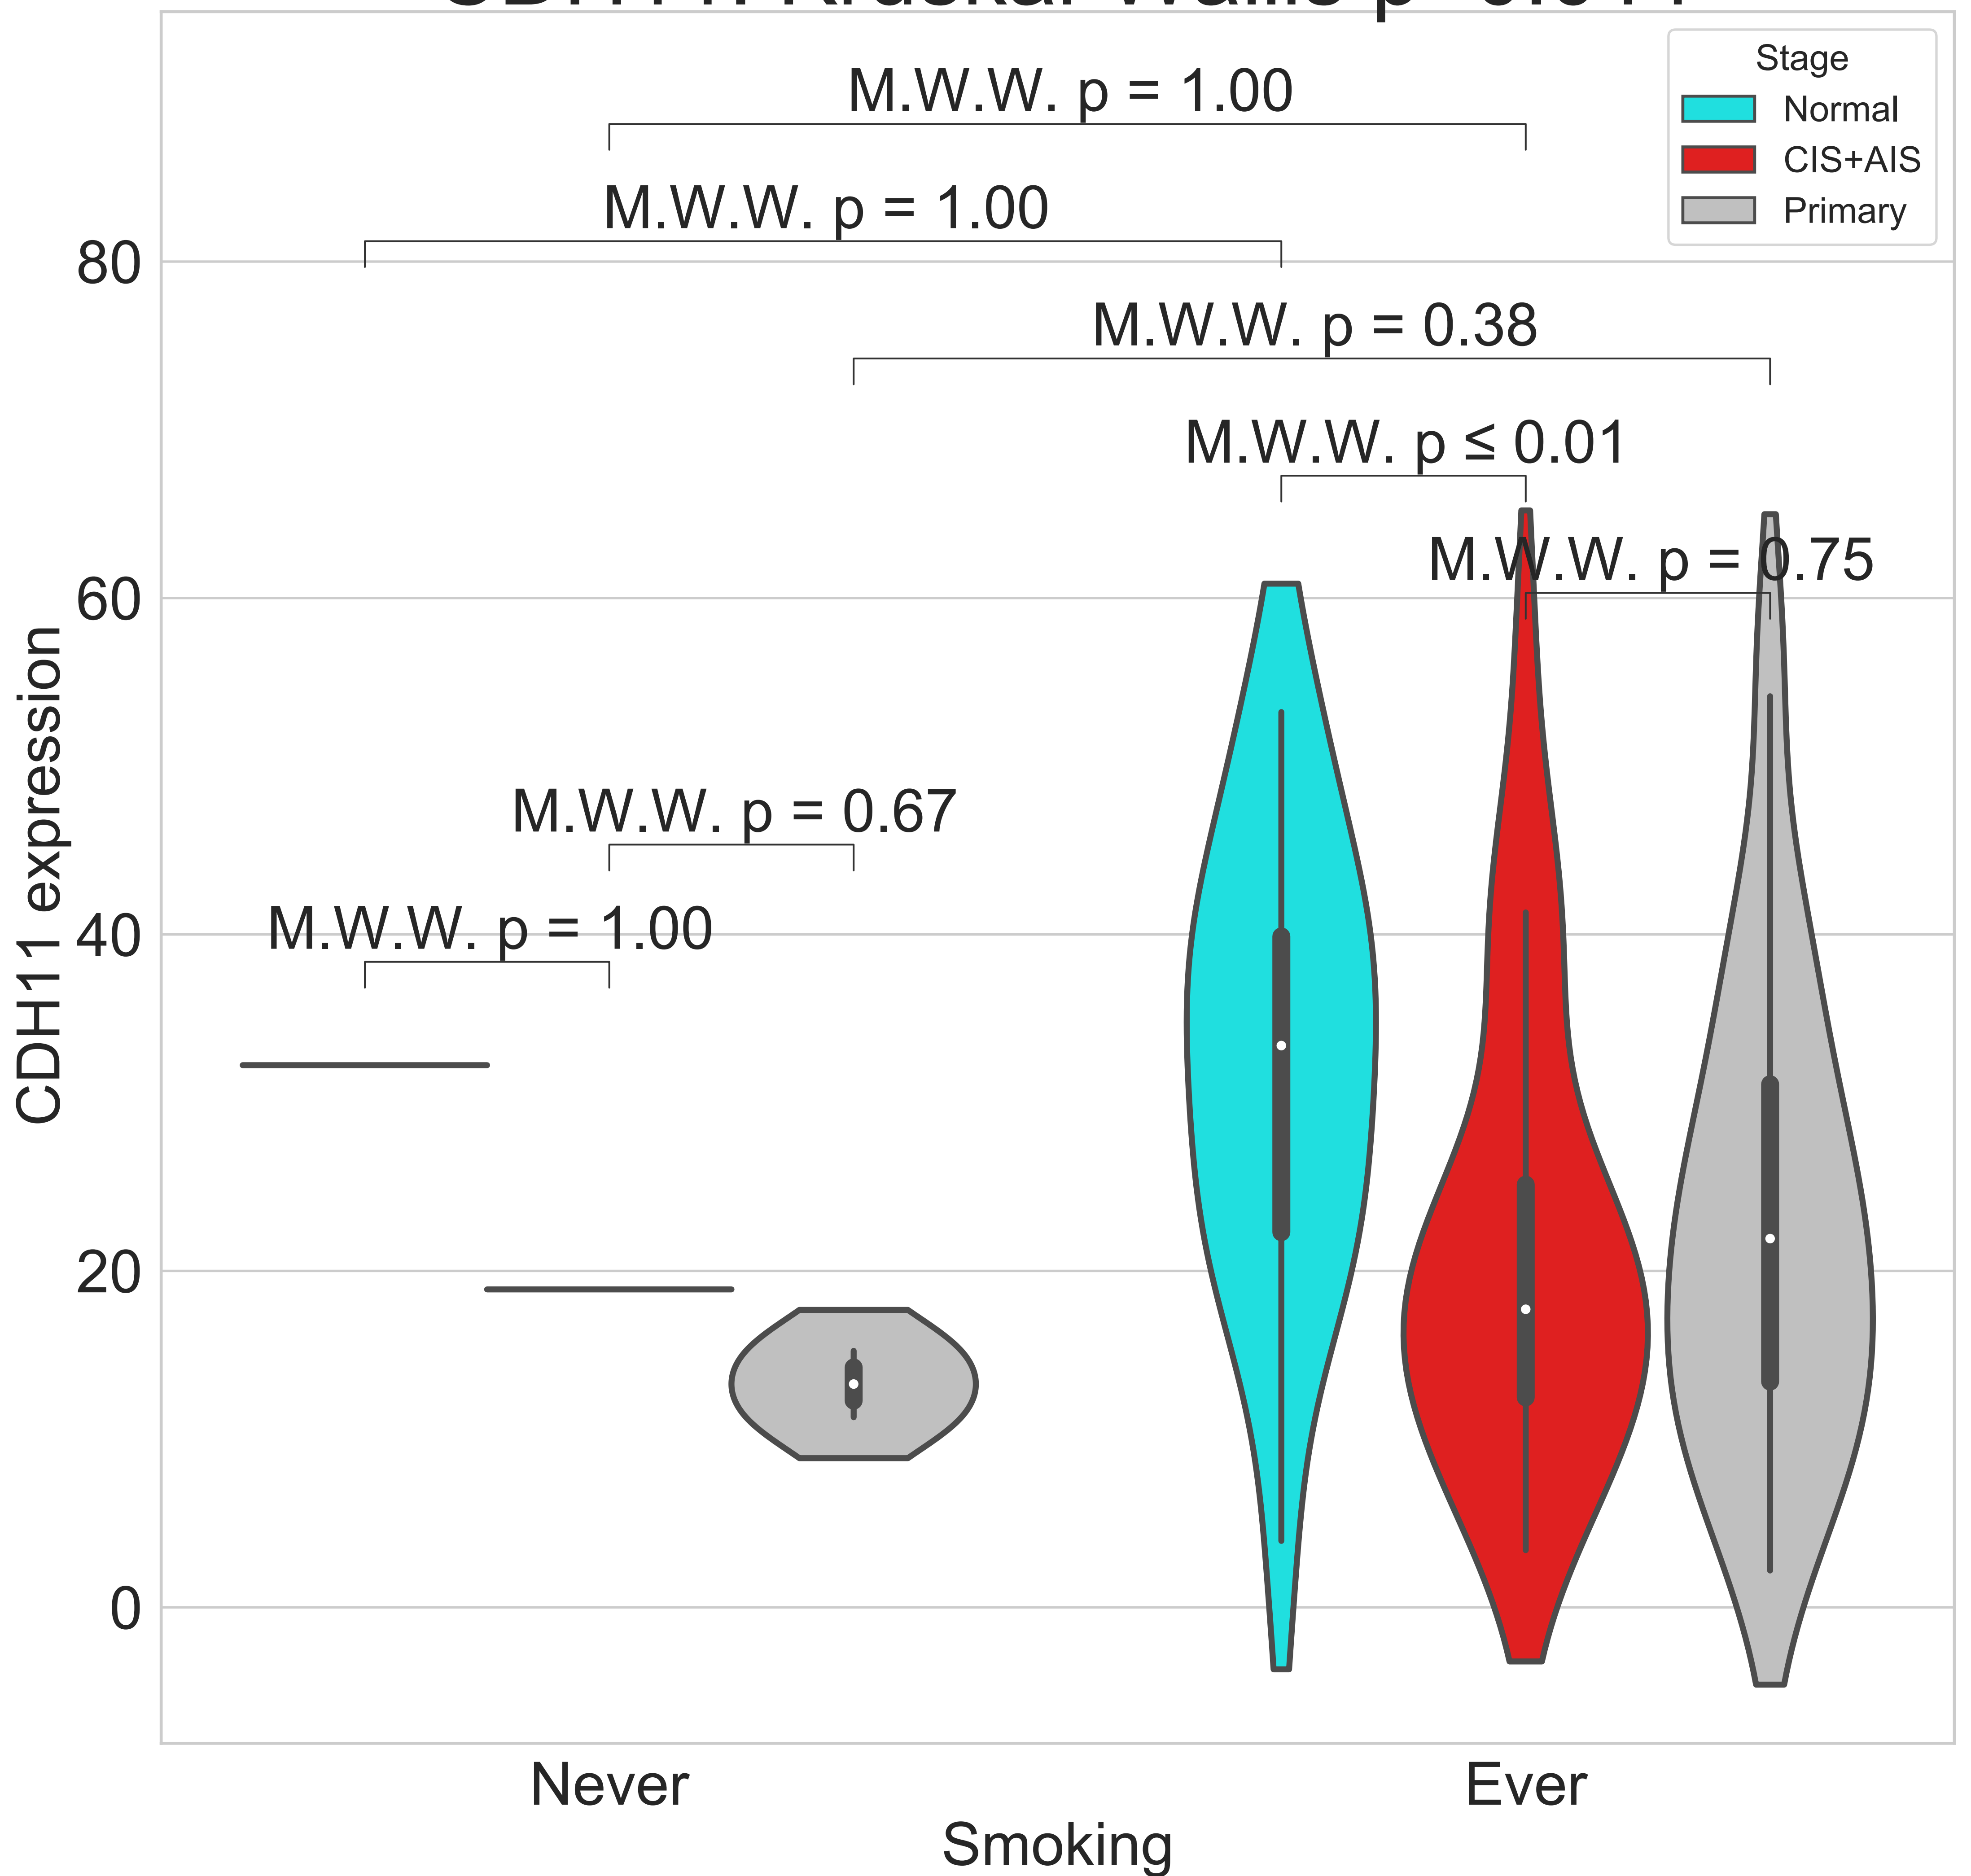 M.W.W. p = 1.00
Stage
Normal
CIS+AIS
Primary
M.W.W. p = 1.00
80
M.W.W. p = 0.38
M.W.W. p ≤ 0.01
M.W.W. p = 0.75
60
M.W.W. p = 0.67
M.W.W. p = 1.00
40
CDH11 expression
20
0
Never
Ever
Smoking